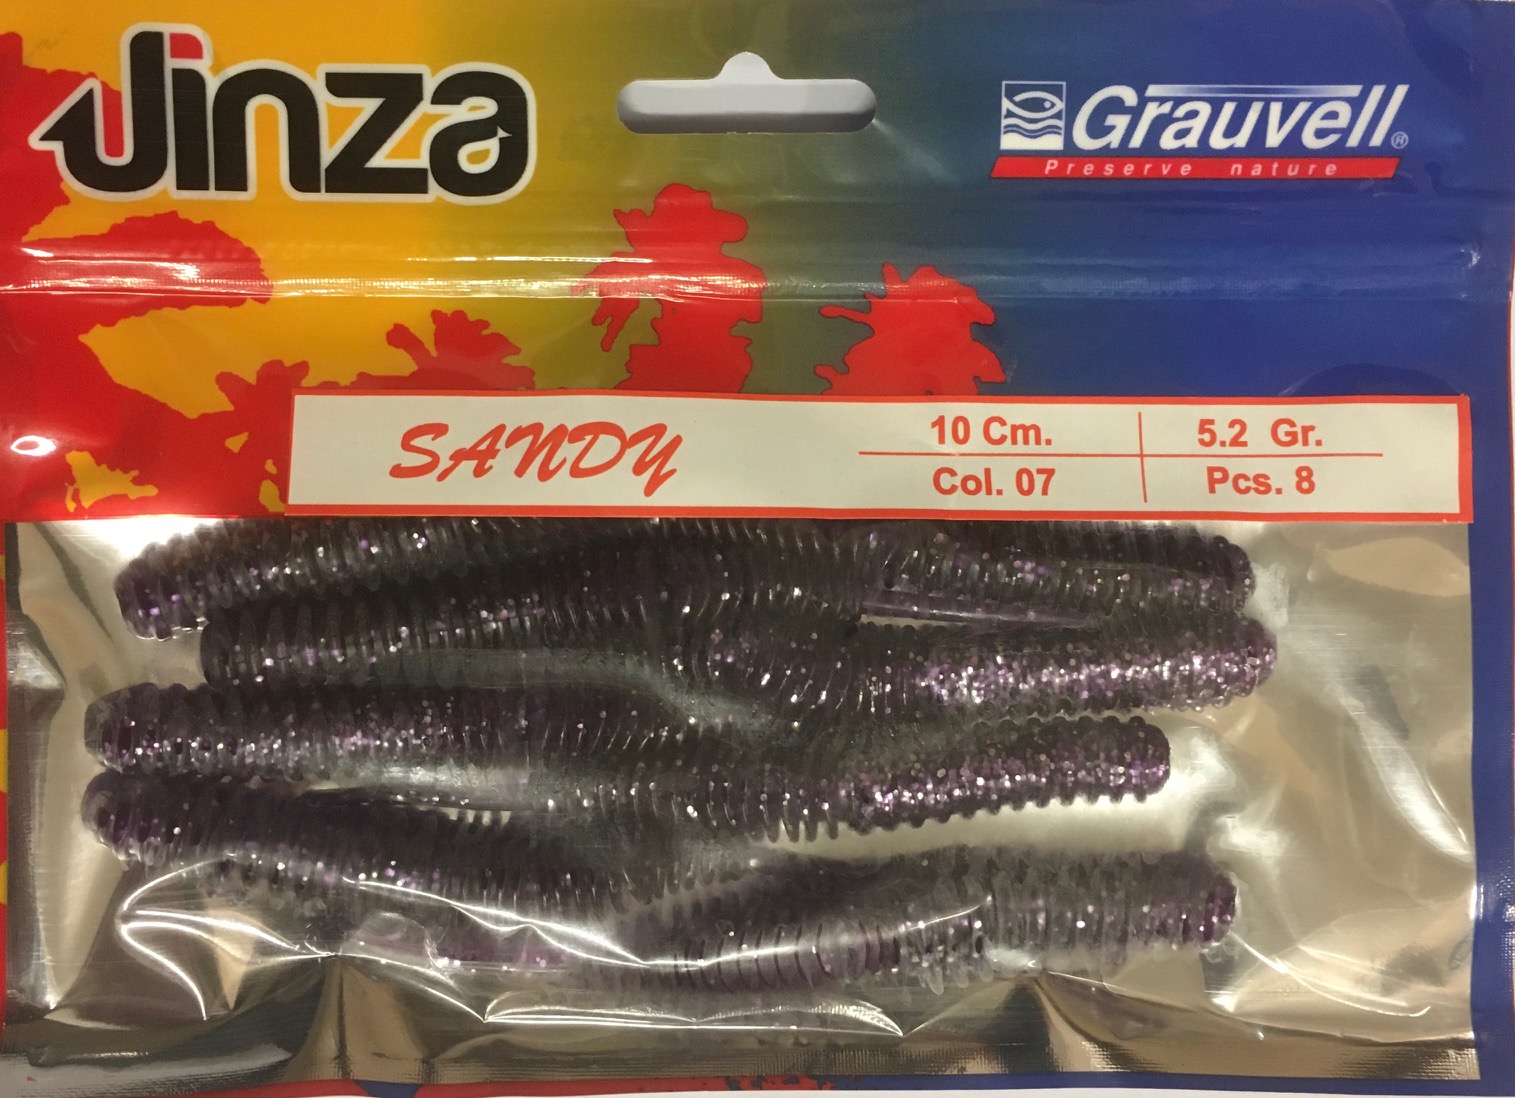 Jinza
Grauvell®
Preserve nature
SANDY
10 Cm.
5.2 Gr.
Col. 07
Pcs. 8